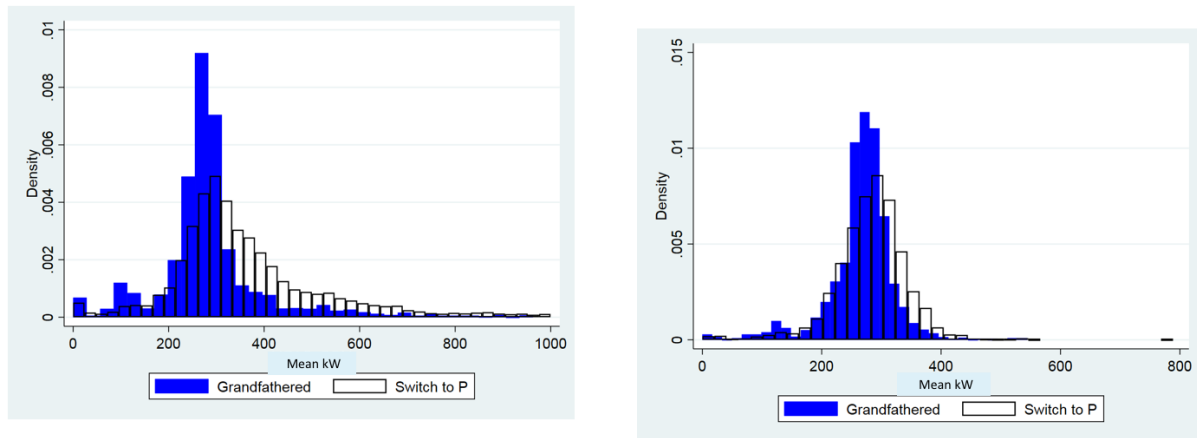 .01
.008
.006
.004
.002
0
Density
0 200 400 600 800 1000
Mean kW
Grandfathered Switch to P
.015
.01
.005
0
Density
0 200 400 600 800
Mean kW
Grandfathered Switch to P